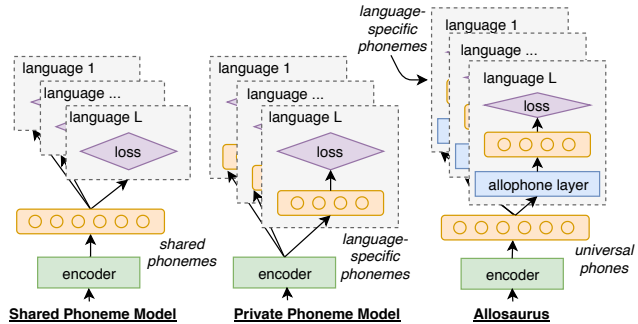 language 1
language ...
language L
loss
shared
phonemes
encoder
Shared Phoneme Model
language 1
language ...
language L
loss
language-
specific
phonemes
encoder
Private Phoneme Model
language-
specific
phonemes
language 1
language ...
language L
loss
allophone layer
universal
phones
encoder
Allosaurus